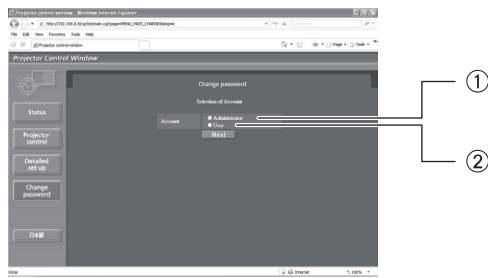 Projector control window - Windows Internet Explorer
File Edit View Favorites Tools Help
Projector control window
Page Tools
Projector Control Window
Change password
Selection of Account
Account
Administrator
User
Next
Status
Projector control
Detailed set up
Change password
日本語
Done
Internet
100%
①
②